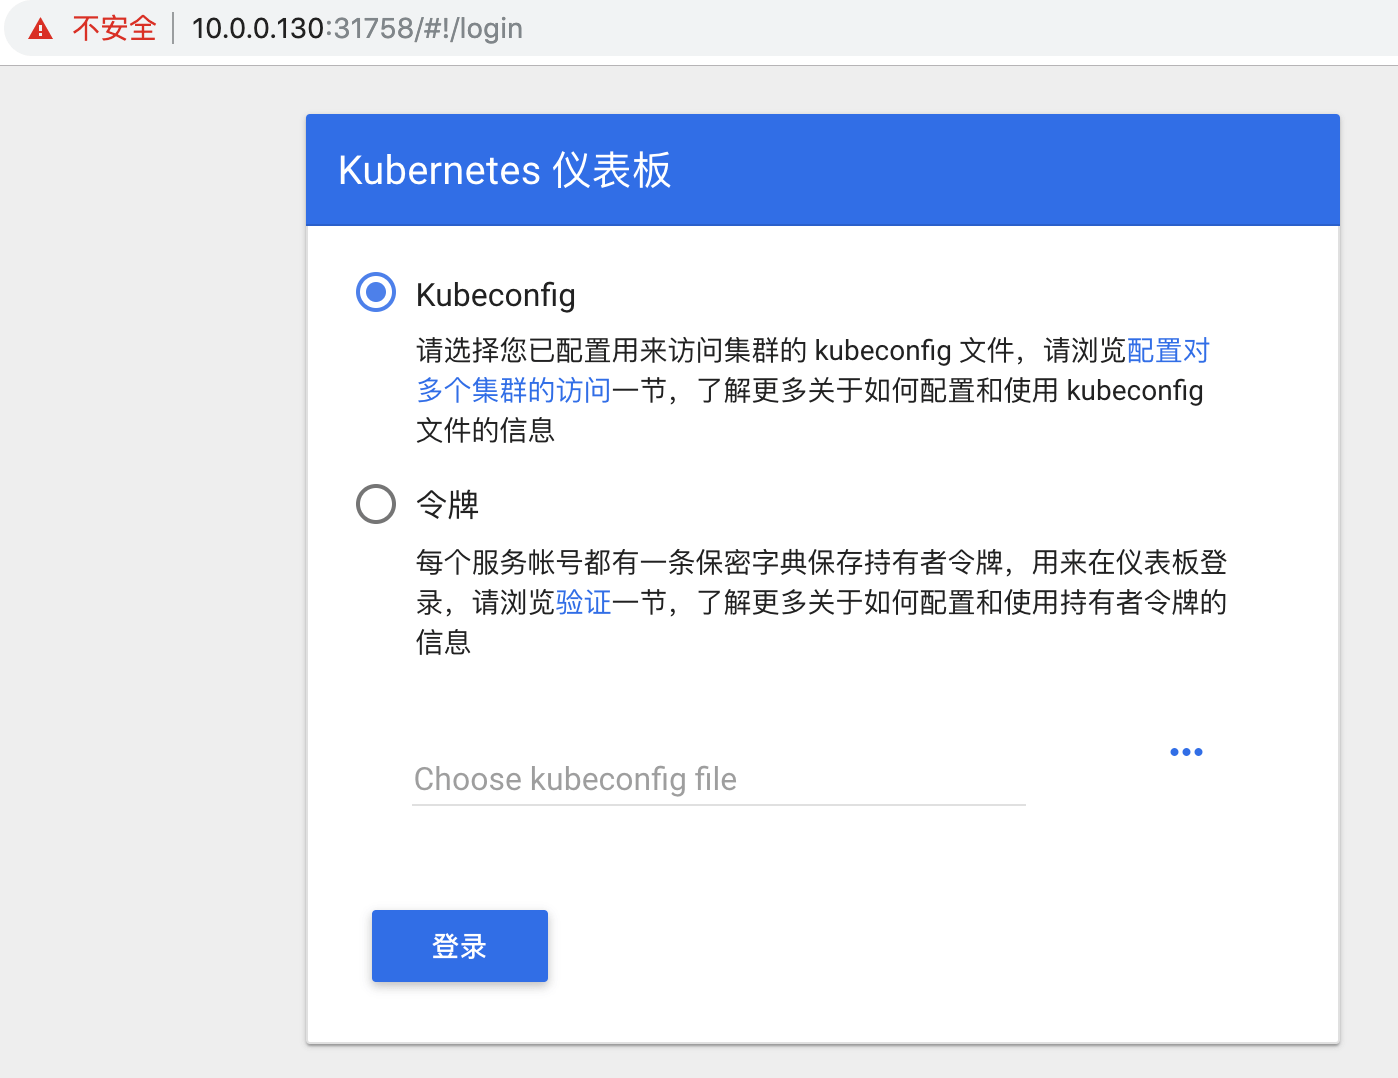 不安全 10.0.0.130:31758/#!/login
Kubernetes 仪表板
Kubeconfig
请选择您已配置用来访问集群的 kubeconfig 文件，请浏览配置对
多个集群的访问一节，了解更多关于如何配置和使用 kubeconfig
文件的信息
令牌
每个服务帐号都有一条保密字典保存持有者令牌，用来在仪表板登
录，请浏览验证一节，了解更多关于如何配置和使用持有者令牌的
信息
Choose kubeconfig file
登录